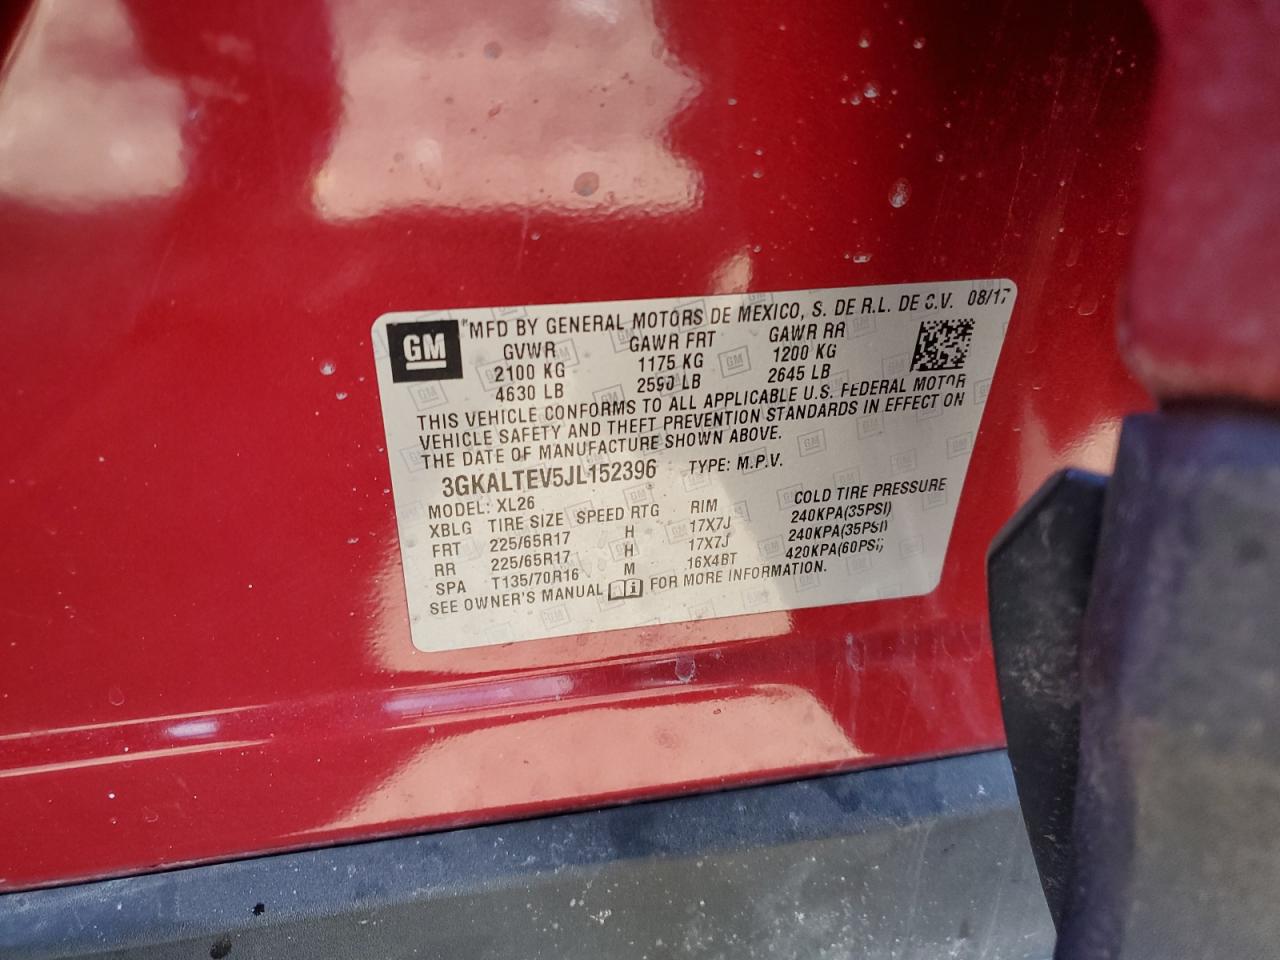 GM
MFD BY GENERAL MOTORS DE MEXICO, S. DE R.L. DE C.V. 08/17
GVWR GAWR FRT GAWR RR
2100 KG 1175 KG 1200 KG
4630 LB 2590 LB 2645 LB
THIS VEHICLE CONFORMS TO ALL APPLICABLE U.S. FEDERAL MOTOR
VEHICLE SAFETY AND THEFT PREVENTION STANDARDS IN EFFECT ON
THE DATE OF MANUFACTURE SHOWN ABOVE.
3GKALTEV5JL152396 TYPE: M.P.V.
MODEL: XL26
XBLG TIRE SIZE SPEED RTG RIM COLD TIRE PRESSURE
FRT 225/65R17 H 17X7J 240KPA(35PSI)
RR 225/65R17 H 17X7J 240KPA(35PSI)
SPA T135/70R16 M 16X4BT 420KPA(60PSI)
SEE OWNER'S MANUAL FOR MORE INFORMATION.